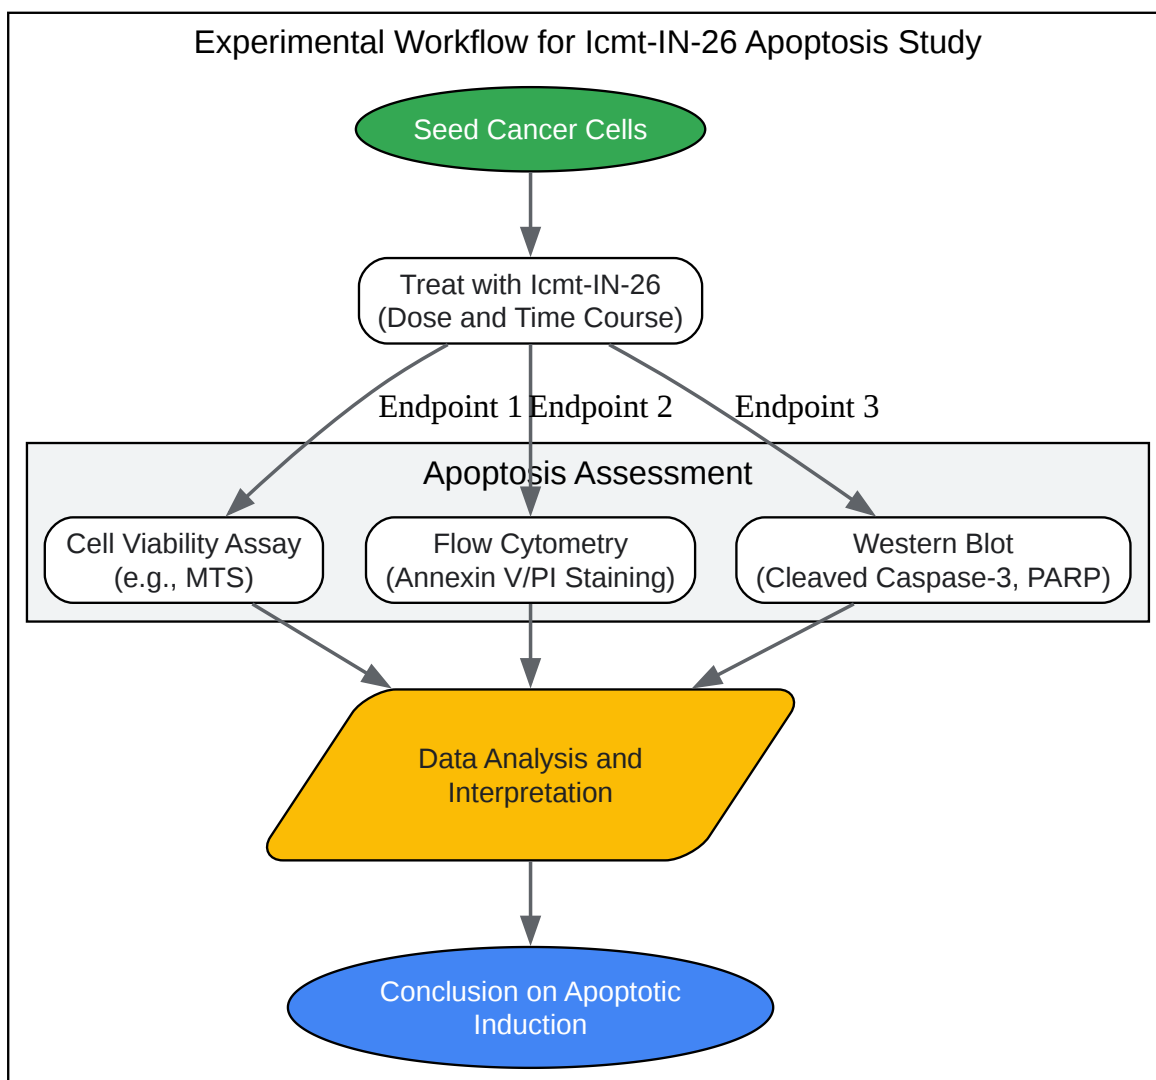 Experimental Workflow for Icmt-IN-26 Apoptosis Study
Seed Cancer Cells
Treat with Icmt-IN-26
(Dose and Time Course)
Endpoint 1
Endpoint 2
Endpoint 3
Apoptosis Assessment
Cell Viability Assay
(e.g., MTS)
Flow Cytometry
(Annexin V/PI Staining)
Western Blot
(Cleaved Caspase-3, PARP)
Data Analysis and
Interpretation
Conclusion on Apoptotic
Induction